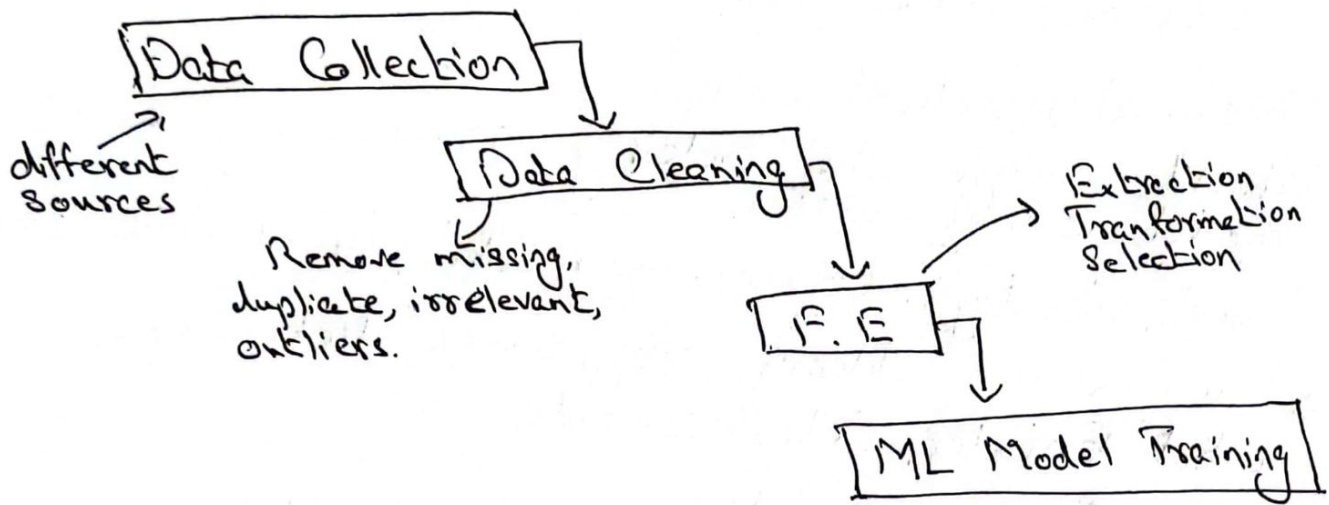 Data Collection
different
sources
Data Cleaning
Remove missing,
duplicate, irrelevant,
outliers.
F.E
Extraction
Tranformation
Selection
ML Model Training